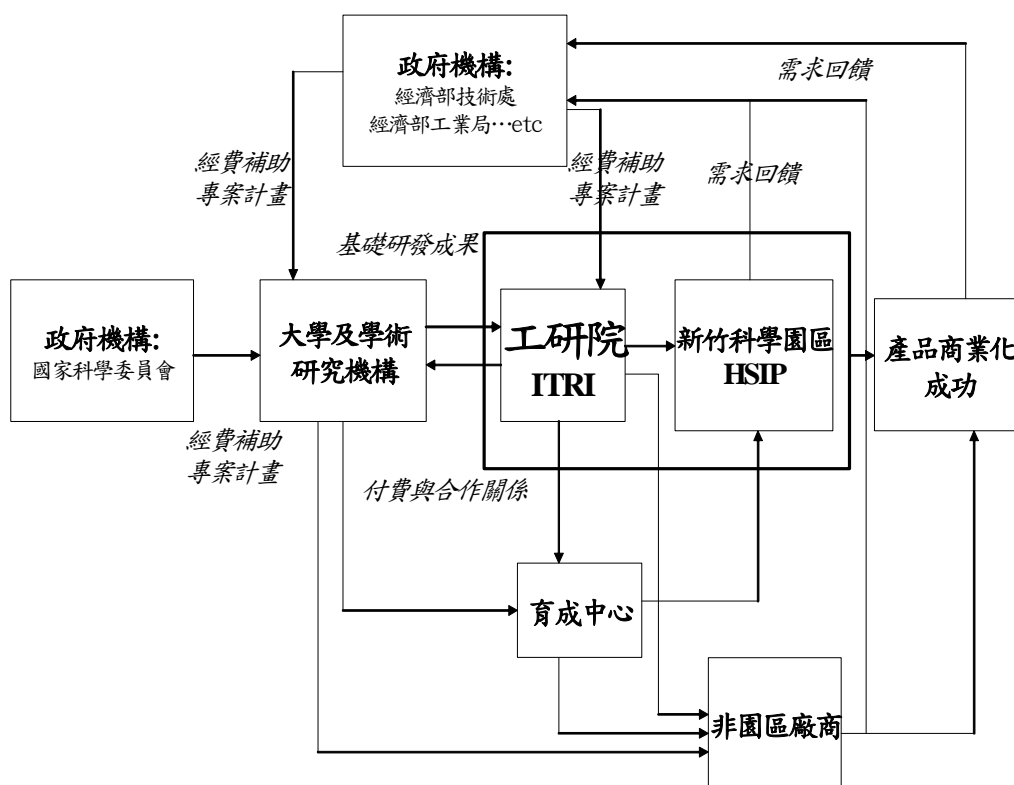 政府機構:
經濟部技術處
經濟部工業局…etc
需求回饋
經費補助
專案計畫
經費補助
專案計畫
需求回饋
基礎研發成果
政府機構:
國家科學委員會
大學及學術
研究機構
工研院
ITRI
新竹科學園區
HSIP
產品商業化
成功
經費補助
專案計畫
付費與合作關係
育成中心
非園區廠商